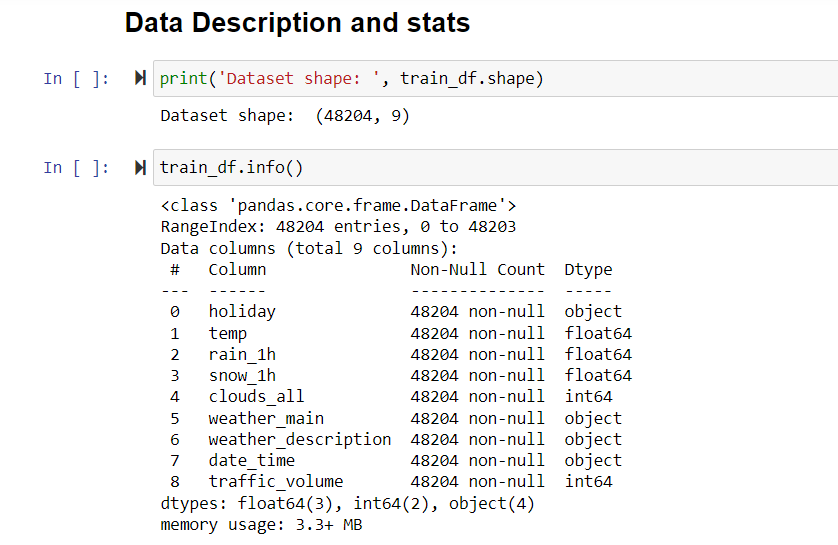 Data Description and stats
In [ ]: print('Dataset shape: ', train_df.shape)
Dataset shape:  (48204, 9)
In [ ]: train_df.info()
<class 'pandas.core.frame.DataFrame'>
RangeIndex: 48204 entries, 0 to 48203
Data columns (total 9 columns):
 #   Column               Non-Null Count  Dtype
---  ------               --------------  -----
 0   holiday              48204 non-null  object
 1   temp                 48204 non-null  float64
 2   rain_1h              48204 non-null  float64
 3   snow_1h              48204 non-null  float64
 4   clouds_all           48204 non-null  int64
 5   weather_main         48204 non-null  object
 6   weather_description  48204 non-null  object
 7   date_time            48204 non-null  object
 8   traffic_volume       48204 non-null  int64
dtypes: float64(3), int64(2), object(4)
memory usage: 3.3+ MB